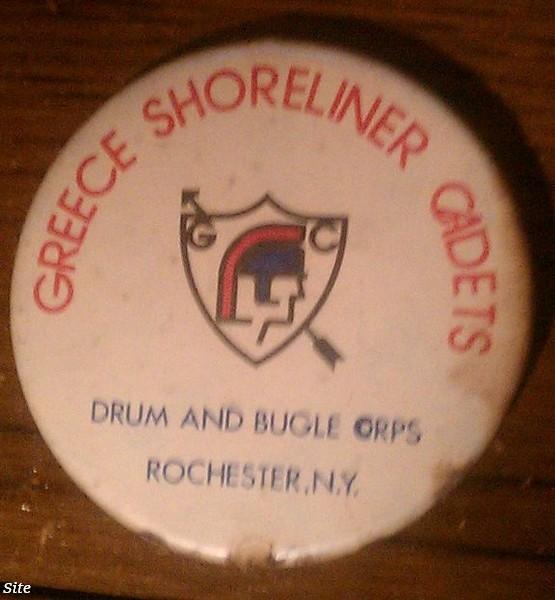 GREECE SHORELINER CADETS
G C
DRUM AND BUGLE CORPS
ROCHESTER, N.Y.
Site